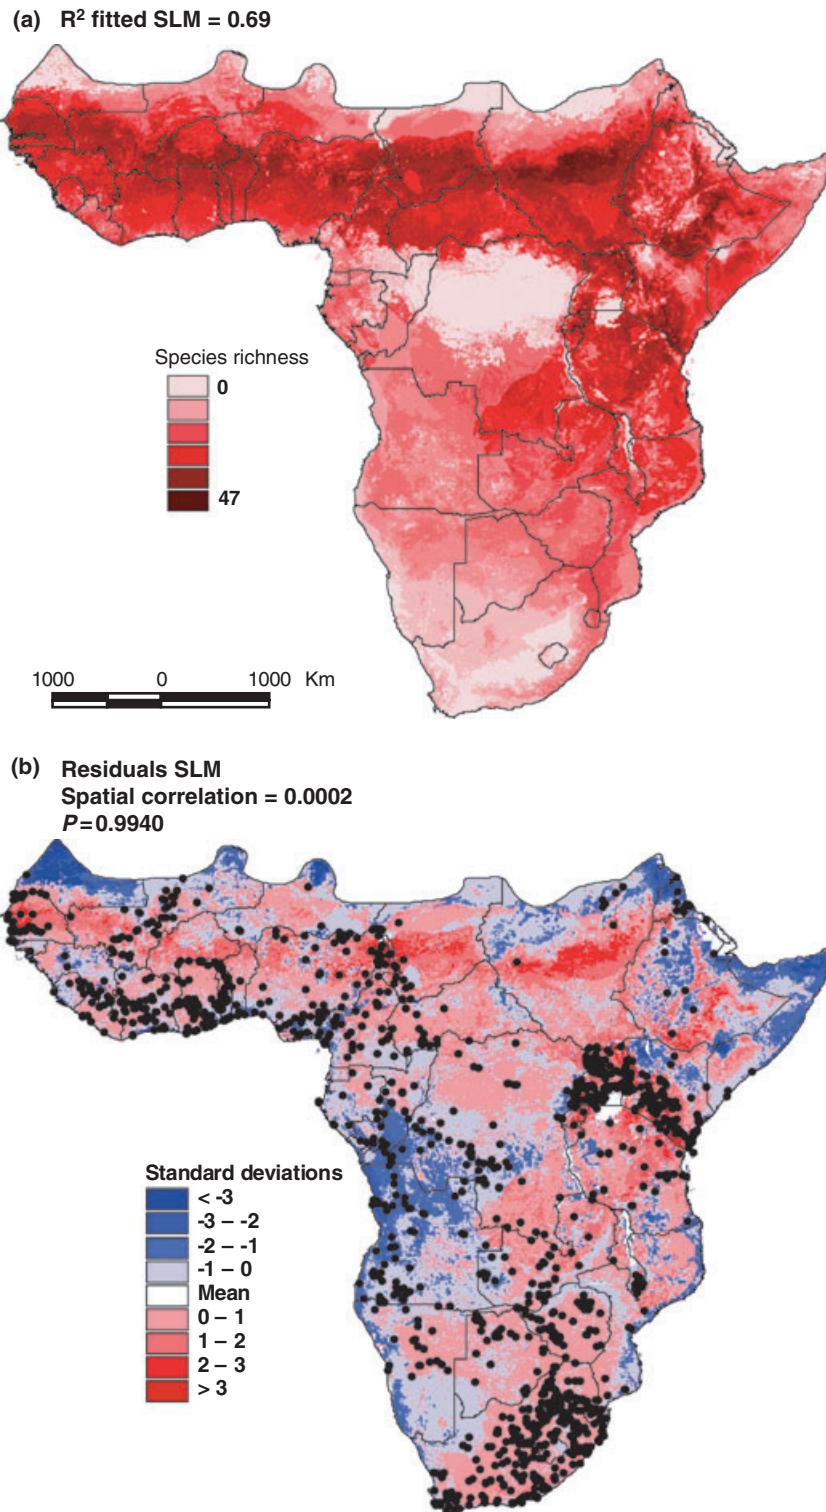 (a) R² fitted SLM = 0.69
Species richness
0
47
1000 0 1000 Km
(b) Residuals SLM
Spatial correlation = 0.0002
P=0.9940
Standard deviations
< -3
-3 – -2
-2 – -1
-1 – 0
Mean
0 – 1
1 – 2
2 – 3
> 3